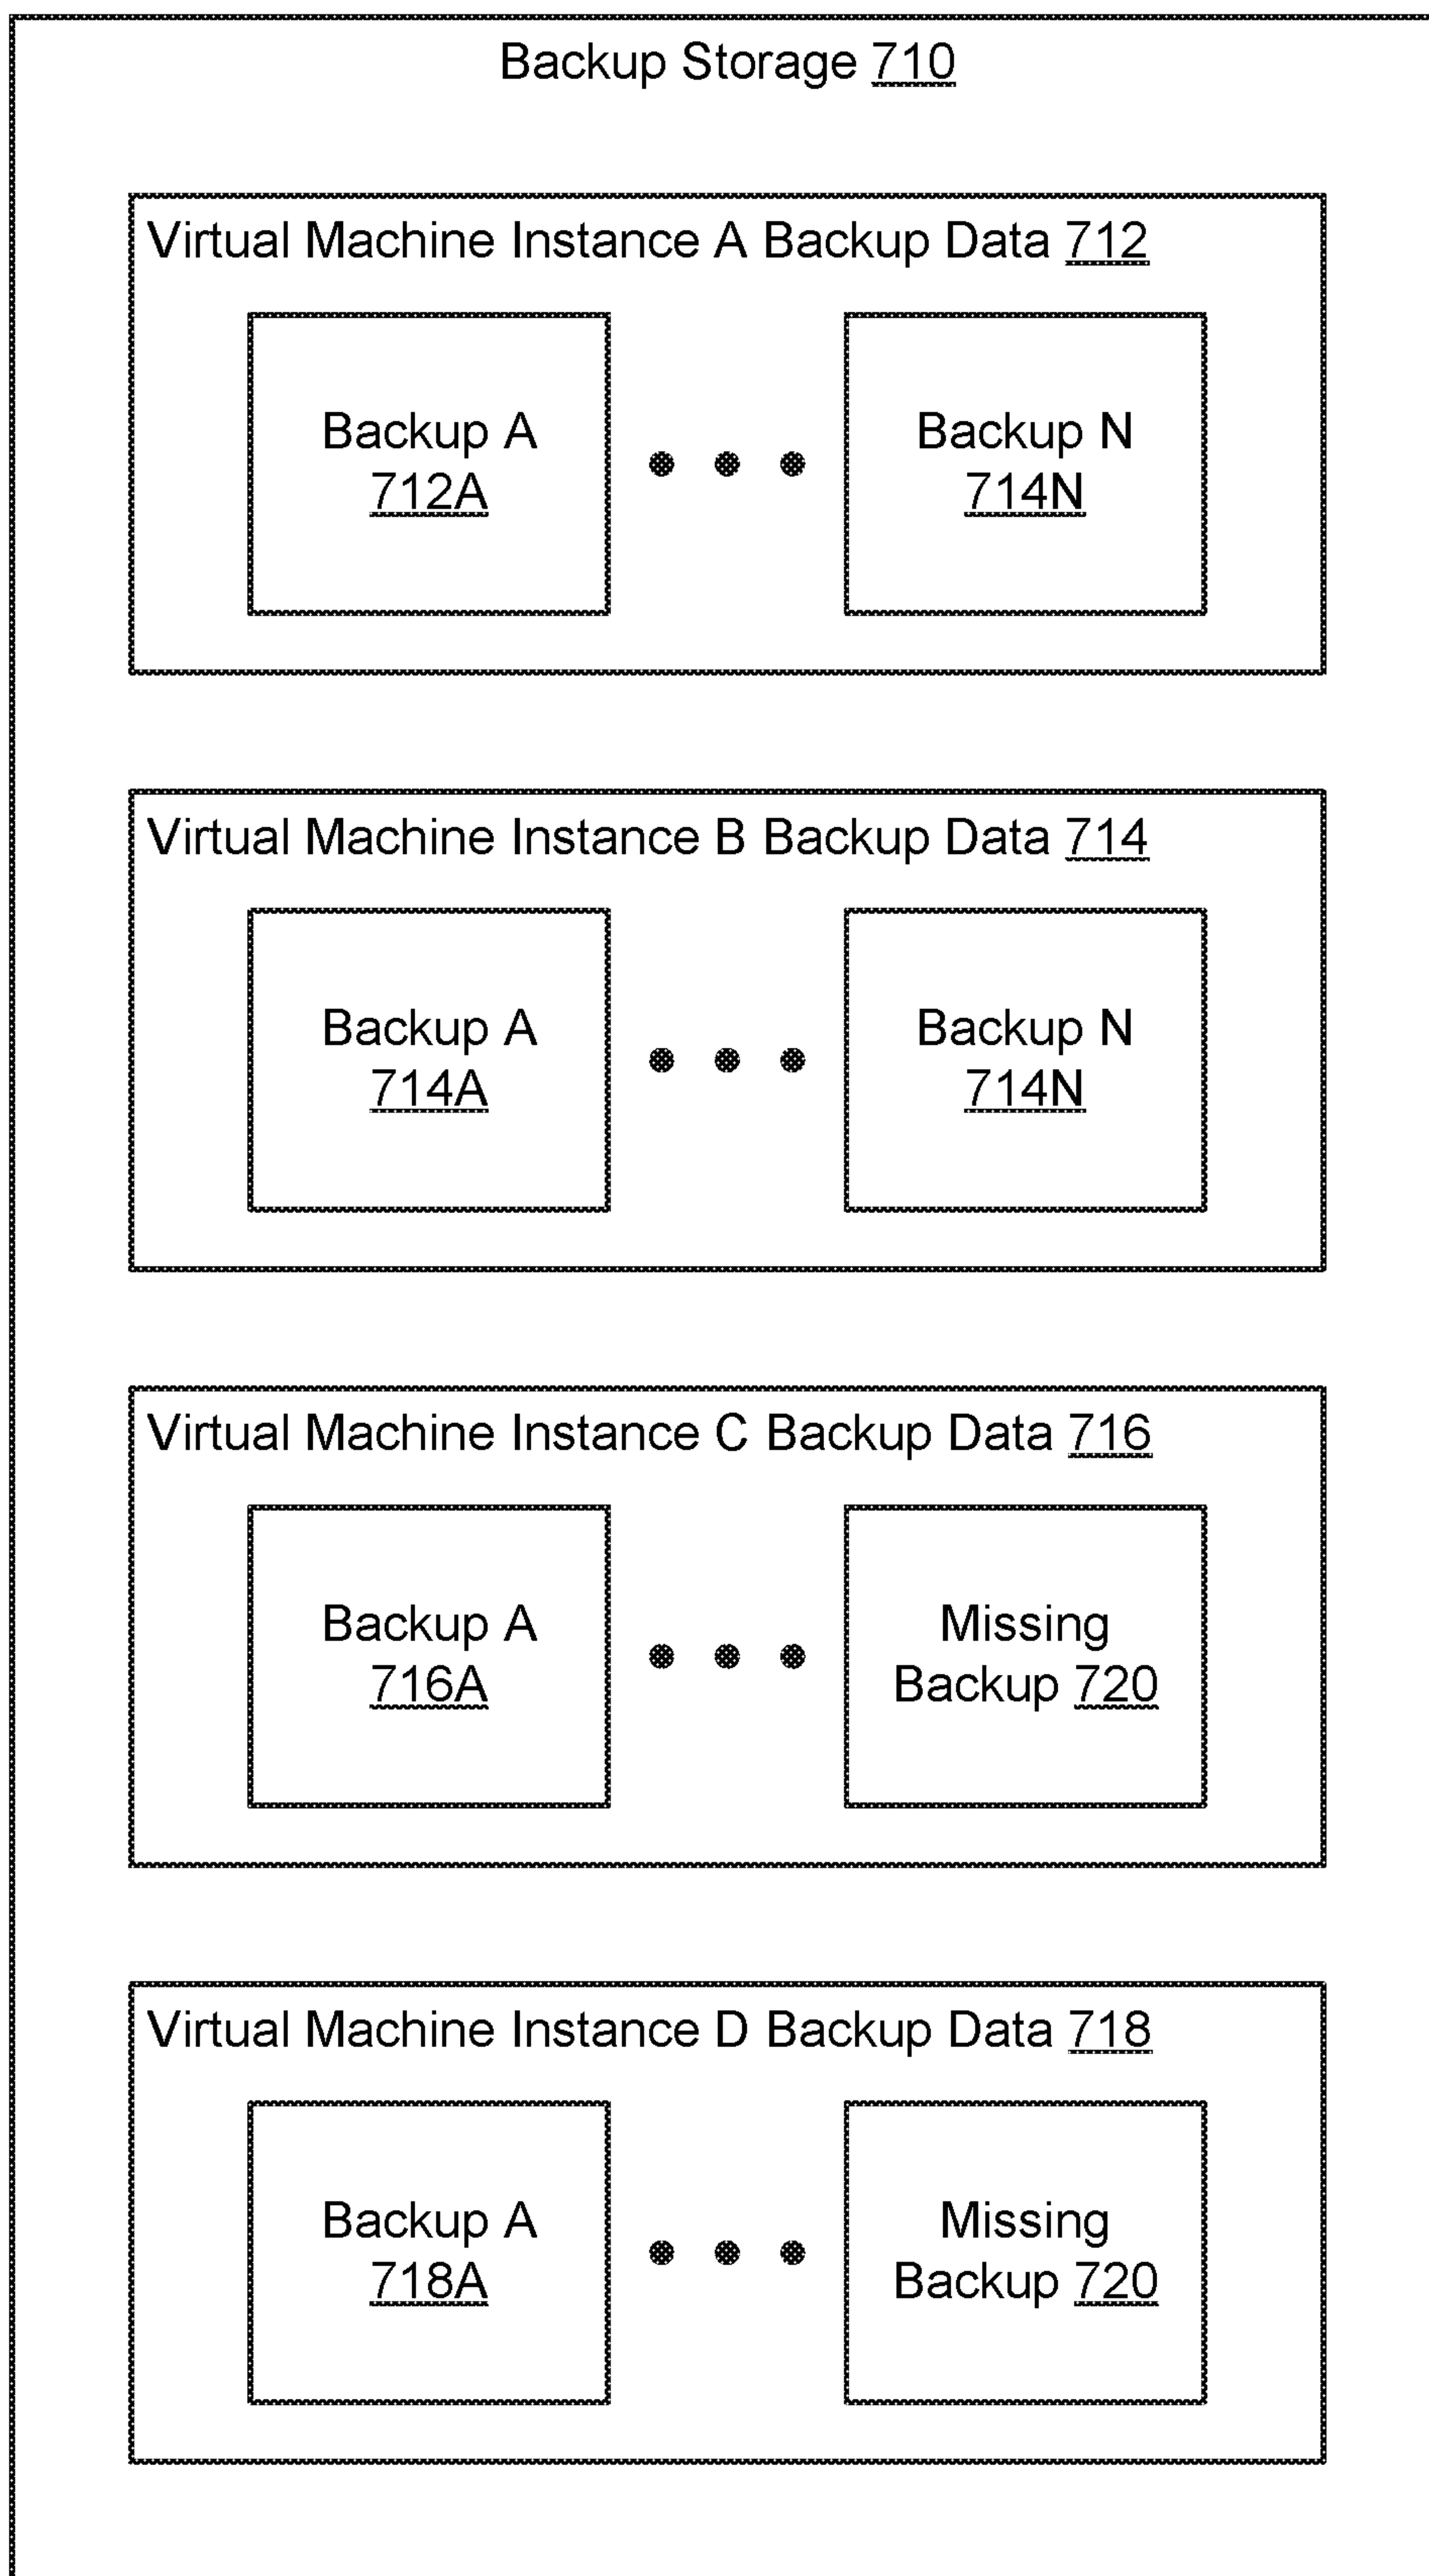 Backup Storage 710
Virtual Machine Instance A Backup Data 712
Backup A
712A
Backup N
714N
Virtual Machine Instance B Backup Data 714
Backup A
714A
Backup N
714N
Virtual Machine Instance C Backup Data 716
Backup A
716A
Missing
Backup 720
Virtual Machine Instance D Backup Data 718
Backup A
718A
Missing
Backup 720